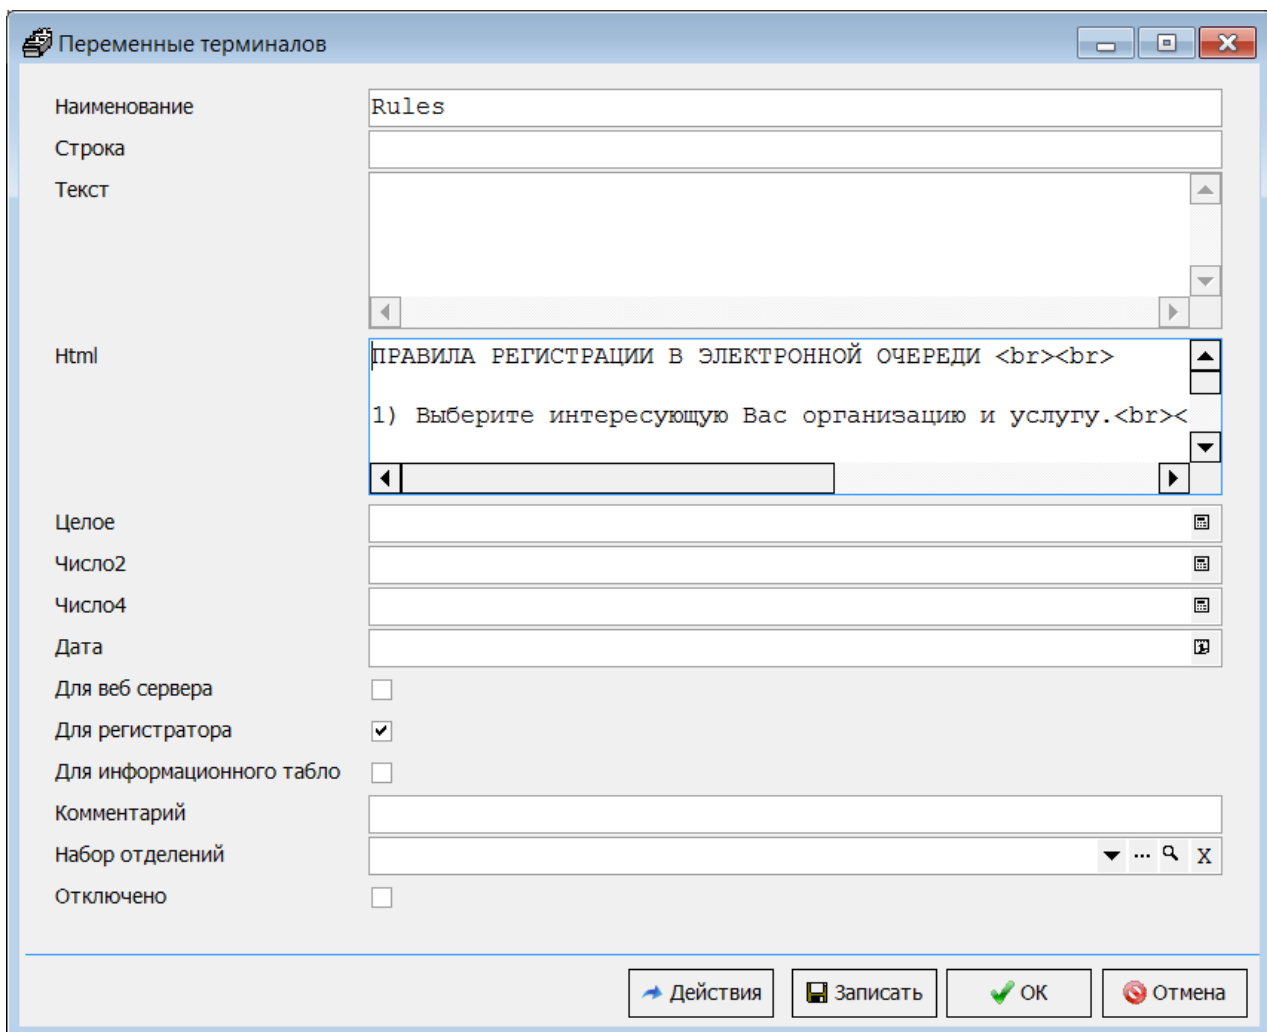 Переменные терминалов
Наименование Rules
Строка
Текст
Html ПРАВИЛА РЕГИСТРАЦИИ В ЭЛЕКТРОННОЙ ОЧЕРЕДИ <br><br>
1) Выберите интересующую Вас организацию и услугу.<br><
Целое
Число2
Число4
Дата
Для веб сервера
Для регистратора
Для информационного табло
Комментарий
Набор отделений ... X
Отключено
Действия Записать ОК Отмена